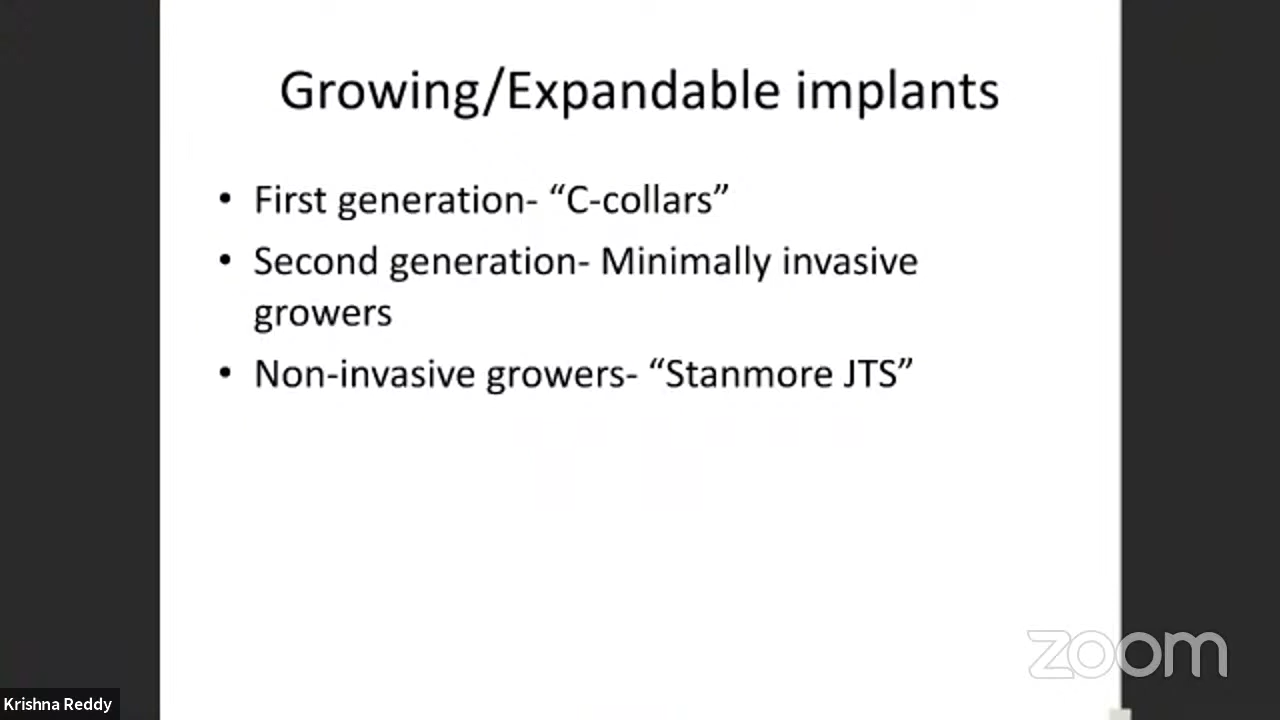 Growing/Expandable implants
• First generation- “C-collars”
• Second generation- Minimally invasive
growers
• Non-invasive growers- “Stanmore JTS”
zoom
Krishna Reddy